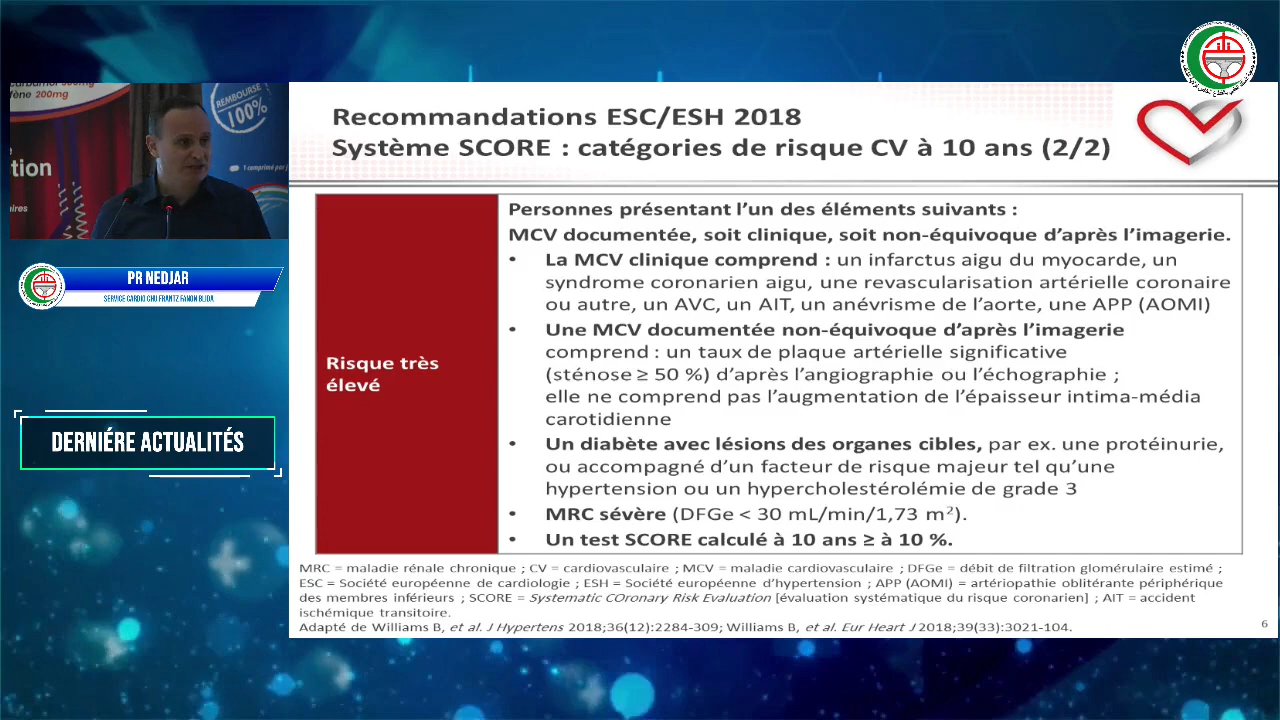 fène 200mg
tion
aires
REMBOURSÉ
100%
1 comprimé par j
PR NEDJAR
SERVICE CARDIO CHU FRANTZ FANON BLIDA
DERNIÉRE ACTUALITÉS
Recommandations ESC/ESH 2018
Système SCORE : catégories de risque CV à 10 ans (2/2)
Risque très
élevé
Personnes présentant l’un des éléments suivants :
MCV documentée, soit clinique, soit non-équivoque d’après l’imagerie.
• La MCV clinique comprend : un infarctus aigu du myocarde, un
syndrome coronarien aigu, une revascularisation artérielle coronaire
ou autre, un AVC, un AIT, un anévrisme de l’aorte, une APP (AOMI)
• Une MCV documentée non-équivoque d’après l’imagerie
comprend : un taux de plaque artérielle significative
(sténose ≥ 50 %) d’après l’angiographie ou l’échographie ;
elle ne comprend pas l’augmentation de l’épaisseur intima-média
carotidienne
• Un diabète avec lésions des organes cibles, par ex. une protéinurie,
ou accompagné d’un facteur de risque majeur tel qu’une
hypertension ou un hypercholestérolémie de grade 3
• MRC sévère (DFGe < 30 mL/min/1,73 m²).
• Un test SCORE calculé à 10 ans ≥ à 10 %.
MRC = maladie rénale chronique ; CV = cardiovasculaire ; MCV = maladie cardiovasculaire ; DFGe = débit de filtration glomérulaire estimé ;
ESC = Société européenne de cardiologie ; ESH = Société européenne d’hypertension ; APP (AOMI) = artériopathie oblitérante périphérique
des membres inférieurs ; SCORE = Systematic COronary Risk Evaluation [évaluation systématique du risque coronarien] ; AIT = accident
ischémique transitoire.
Adapté de Williams B, et al. J Hypertens 2018;36(12):2284-309; Williams B, et al. Eur Heart J 2018;39(33):3021-104.
6